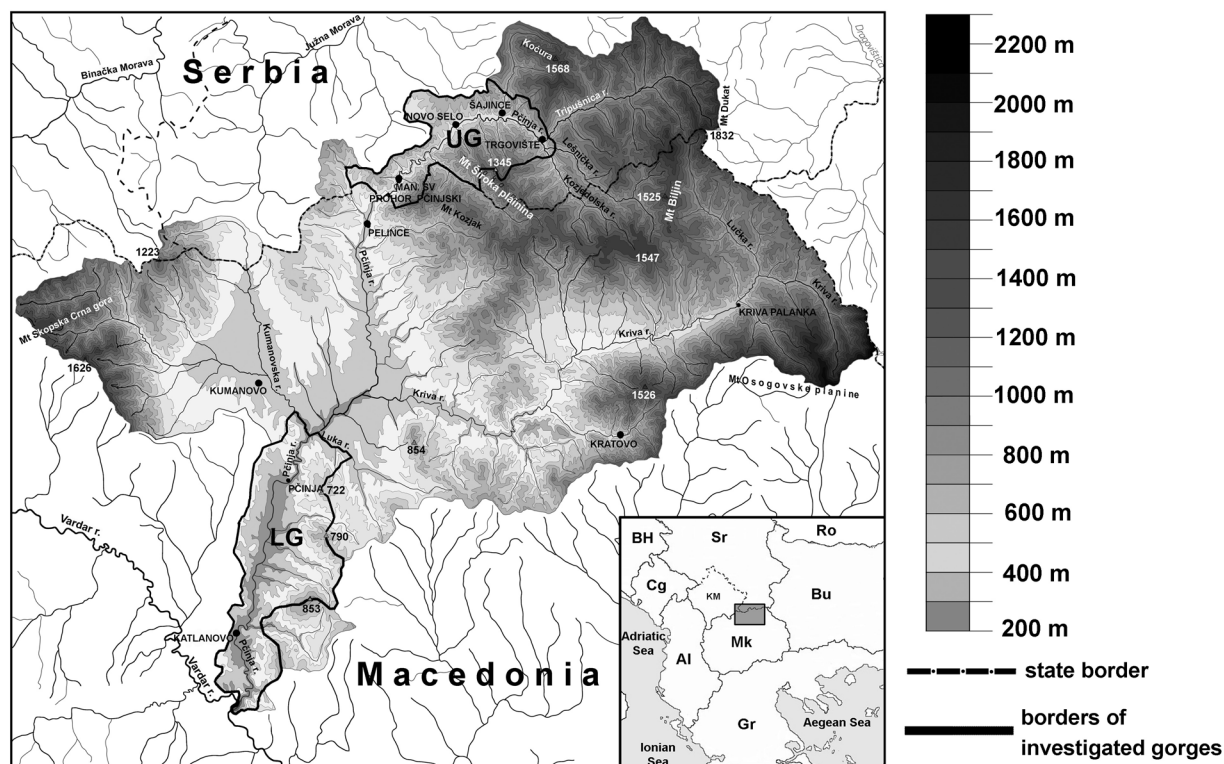 Serbia
Binačka Morava
Južna Morava
Dragovištica
Koćura
1568
Tripušnica r.
Mt Dukat
1832
ŠAJINCE
NOVO SELO
Pčinja r.
UG
TRGOVIŠTE
Lešnička r.
1345
Mt Široka plainina
MAN. SV
PROHOR PČINJSKI
Mt Kozjak
Kozjedolska r.
1525
Mt Biljin
PELINCE
Pčinja r.
1547
Lučka r.
Kriva r.
1223
Mt Skopska Crna gora
1626
Kumanovska r.
KUMANOVO
Kriva r.
KRIVA PALANKA
Mt Osogovske planine
Kriva r.
1526
KRATOVO
854
Luka r.
Pčinja r.
PČINJA
722
LG
790
853
Vardar r.
KATLANOVO
Pčinja r.
Vardar r.
Macedonia
BH
Sr
Ro
Cg
KM
Bu
Adriatic
Sea
Al
Mk
Gr
Aegean Sea
Ionian
Sea
2200 m
2000 m
1800 m
1600 m
1400 m
1200 m
1000 m
800 m
600 m
400 m
200 m
state border
borders of
investigated gorges